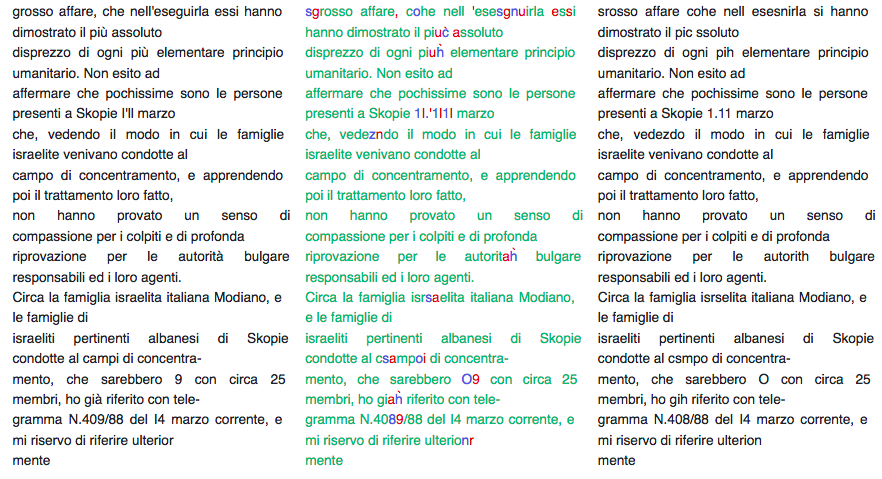 grosso affare, che nell'eseguirla essi hanno
dimostrato il più assoluto
disprezzo di ogni più elementare principio
umanitario. Non esito ad
affermare che pochissime sono le persone
presenti a Skopie l'll marzo
che, vedendo il modo in cui le famiglie
israelite venivano condotte al
campo di concentramento, e apprendendo
poi il trattamento loro fatto,
non hanno provato un senso di
compassione per i colpiti e di profonda
riprovazione per le autorità bulgare
responsabili ed i loro agenti.
Circa la famiglia israelita italiana Modiano, e
le famiglie di
israeliti pertinenti albanesi di Skopie
condotte al campi di concentra-
mento, che sarebbero 9 con circa 25
membri, ho già riferito con tele-
gramma N.409/88 del I4 marzo corrente, e
mi riservo di riferire ulterior
mente
sgrosso affare, cohe nell 'esesgnuirla essi
hanno dimostrato il piuc̀ assoluto
disprezzo di ogni piuh̀ elementare principio
umanitario. Non esito ad
affermare che pochissime sono le persone
presenti a Skopie 1l.'1l1l marzo
che, vedezndo il modo in cui le famiglie
israelite venivano condotte al
campo di concentramento, e apprendendo
poi il trattamento loro fatto,
non hanno provato un senso di
compassione per i colpiti e di profonda
riprovazione per le autoritah̀ bulgare
responsabili ed i loro agenti.
Circa la famiglia isrsaelita italiana Modiano,
e le famiglie di
israeliti pertinenti albanesi di Skopie
condotte al csampoi di concentra-
mento, che sarebbero O9 con circa 25
membri, ho giah̀ riferito con tele-
gramma N.4089/88 del I4 marzo corrente, e
mi riservo di riferire ulterionr
mente
srosso affare cohe nell esesnirla si hanno
dimostrato il pic ssoluto
disprezzo di ogni pih elementare principio
umanitario. Non esito ad
affermare che pochissime sono le persone
presenti a Skopie 1.11 marzo
che, vedezdo il modo in cui le famiglie
israelite venivano condotte al
campo di concentramento, e apprendendo
poi il trattamento loro fatto,
non hanno provato un senso di
compassione per i colpiti e di profonda
riprovazione per le autorith bulgare
responsabili ed i loro agenti.
Circa la famiglia isrselita italiana Modiano, e
le famiglie di
israeliti pertinenti albanesi di Skopie
condotte al csmpo di concentra-
mento, che sarebbero O con circa 25
membri, ho gih riferito con tele-
gramma N.408/88 del I4 marzo corrente, e
mi riservo di riferire ulterion
mente